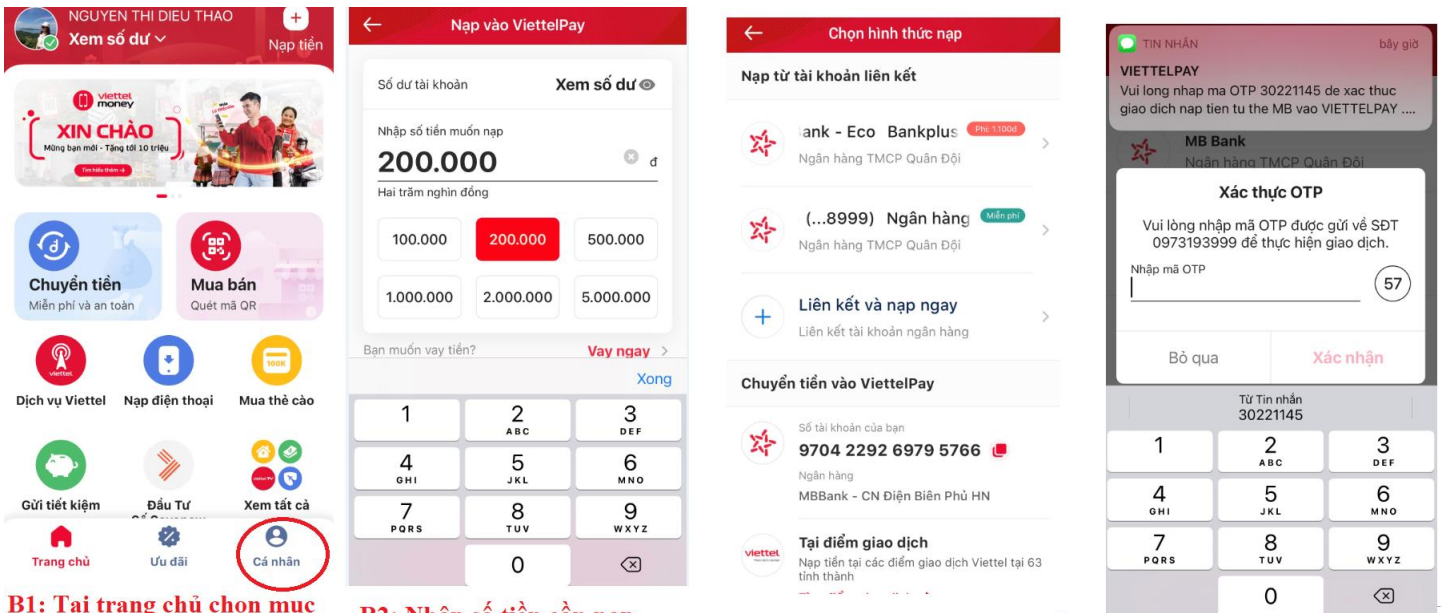 NGUYEN THI DIEU THAO
Xem số dư
Nạp tiền
viettel
money
XIN CHÀO
Mừng bạn mới - Tặng tới 10 triệu
Tìm hiểu thêm
Chuyển tiền
Miễn phí và an toàn
Mua bán
Quét mã QR
viettel
100K
Dịch vụ Viettel
Nạp điện thoại
Mua thẻ cào
Gửi tiết kiệm
Đầu Tư
Xem tất cả
Trang chủ
Ưu đãi
Cá nhân
B1: Tại trang chủ chọn mục
Nạp vào ViettelPay
Số dư tài khoản
Xem số dư
Nhập số tiền muốn nạp
200.000
đ
Hai trăm nghìn đồng
100.000
200.000
500.000
1.000.000
2.000.000
5.000.000
Bạn muốn vay tiền?
Vay ngay
Xong
1
2
ABC
3
DEF
4
GHI
5
JKL
6
MNO
7
PQRS
8
TUV
9
WXYZ
0
B2: Nhập số tiền cần nạp
Chọn hình thức nạp
Nạp từ tài khoản liên kết
ank - Eco Bankplus
Phí: 1.100đ
Ngân hàng TMCP Quân Đội
(...8999) Ngân hàng
Miễn phí
Ngân hàng TMCP Quân Đội
Liên kết và nạp ngay
Liên kết tài khoản ngân hàng
Chuyển tiền vào ViettelPay
Số tài khoản của bạn
9704 2292 6979 5766
Ngân hàng
MBBank - CN Điện Biên Phủ HN
viettel
Tại điểm giao dịch
Nạp tiền tại các điểm giao dịch Viettel tại 63
tỉnh thành
TIN NHẮN
bây giờ
VIETTELPAY
Vui long nhap ma OTP 30221145 de xac thuc
giao dich nap tien tu the MB vao VIETTELPAY ....
MB Bank
Ngân hàng TMCP Quân Đội
Xác thực OTP
Vui lòng nhập mã OTP được gửi về SĐT
0973193999 để thực hiện giao dịch.
Nhập mã OTP
57
Bỏ qua
Xác nhận
Từ Tin nhắn
30221145
1
2
ABC
3
DEF
4
GHI
5
JKL
6
MNO
7
PQRS
8
TUV
9
WXYZ
0